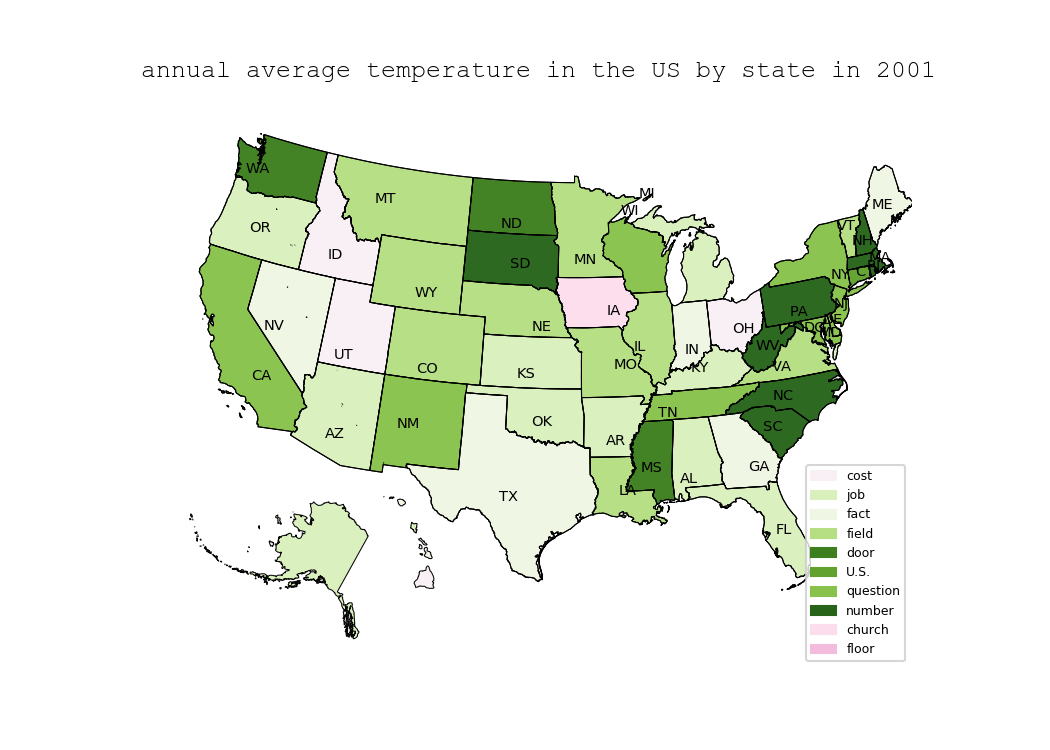 annual average temperature in the US by state in 2001
WA
MT
ND
MI
WI
ME
OR
VT
NH
ID
SD
MN
MA
WY
NY
CT
NV
NE
IA
PA
NJ
UT
CO
IL
IN
OH
WV
DC
DE
MD
CA
KS
MO
KY
VA
AZ
NM
OK
AR
TN
NC
SC
TX
LA
MS
AL
GA
FL
cost
job
fact
field
door
U.S.
question
number
church
floor